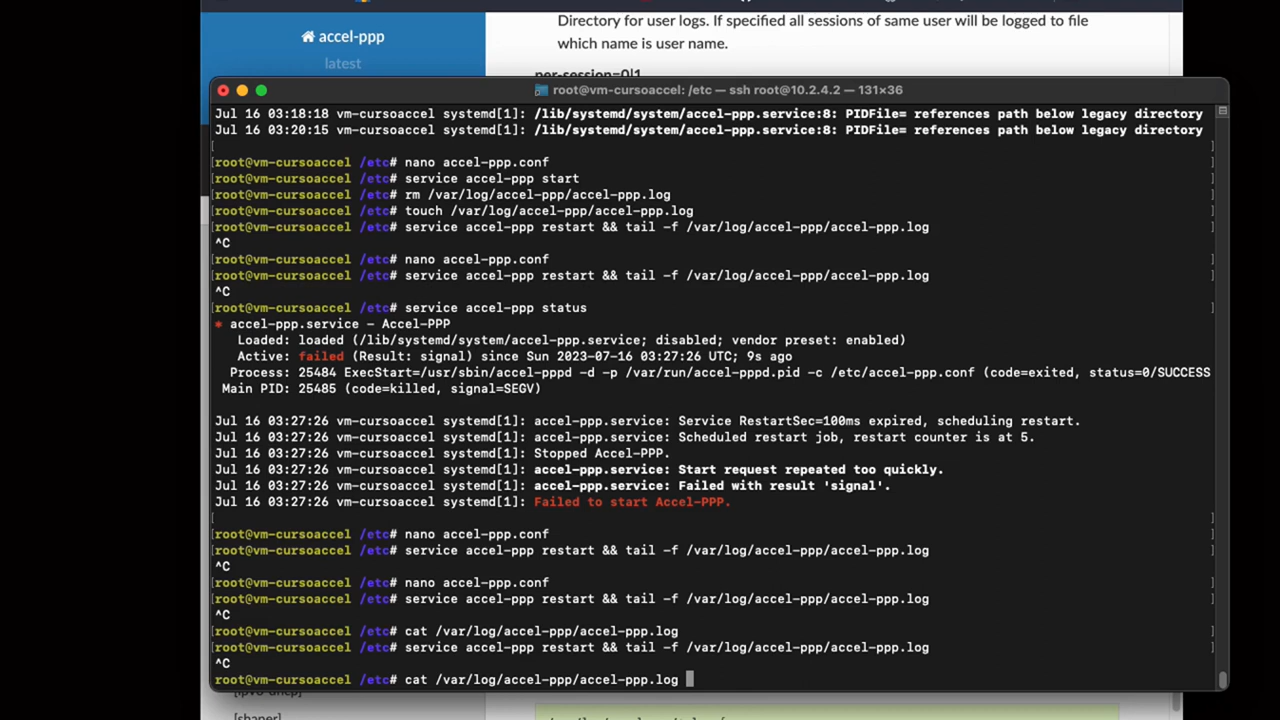 Directory for user logs. If specified all sessions of same user will be logged to file
which name is user name.
accel-ppp
latest
per-session=0|1
root@vm-cursoaccel: /etc — ssh root@10.2.4.2 — 131×36
Jul 16 03:18:18 vm-cursoaccel systemd[1]: /lib/systemd/system/accel-ppp.service:8: PIDFile= references path below legacy directory
Jul 16 03:20:15 vm-cursoaccel systemd[1]: /lib/systemd/system/accel-ppp.service:8: PIDFile= references path below legacy directory
[ ]
[root@vm-cursoaccel /etc# nano accel-ppp.conf ]
[root@vm-cursoaccel /etc# service accel-ppp start ]
[root@vm-cursoaccel /etc# rm /var/log/accel-ppp/accel-ppp.log ]
[root@vm-cursoaccel /etc# touch /var/log/accel-ppp/accel-ppp.log ]
[root@vm-cursoaccel /etc# service accel-ppp restart && tail -f /var/log/accel-ppp/accel-ppp.log ]
^C
[root@vm-cursoaccel /etc# nano accel-ppp.conf ]
[root@vm-cursoaccel /etc# service accel-ppp restart && tail -f /var/log/accel-ppp/accel-ppp.log ]
^C
[root@vm-cursoaccel /etc# service accel-ppp status ]
* accel-ppp.service - Accel-PPP
Loaded: loaded (/lib/systemd/system/accel-ppp.service; disabled; vendor preset: enabled)
Active: failed (Result: signal) since Sun 2023-07-16 03:27:26 UTC; 9s ago
Process: 25484 ExecStart=/usr/sbin/accel-pppd -d -p /var/run/accel-pppd.pid -c /etc/accel-ppp.conf (code=exited, status=0/SUCCESS
Main PID: 25485 (code=killed, signal=SEGV)
Jul 16 03:27:26 vm-cursoaccel systemd[1]: accel-ppp.service: Service RestartSec=100ms expired, scheduling restart.
Jul 16 03:27:26 vm-cursoaccel systemd[1]: accel-ppp.service: Scheduled restart job, restart counter is at 5.
Jul 16 03:27:26 vm-cursoaccel systemd[1]: Stopped Accel-PPP.
Jul 16 03:27:26 vm-cursoaccel systemd[1]: accel-ppp.service: Start request repeated too quickly.
Jul 16 03:27:26 vm-cursoaccel systemd[1]: accel-ppp.service: Failed with result 'signal'.
Jul 16 03:27:26 vm-cursoaccel systemd[1]: Failed to start Accel-PPP.
[ ]
[root@vm-cursoaccel /etc# nano accel-ppp.conf ]
[root@vm-cursoaccel /etc# service accel-ppp restart && tail -f /var/log/accel-ppp/accel-ppp.log ]
^C
[root@vm-cursoaccel /etc# nano accel-ppp.conf ]
[root@vm-cursoaccel /etc# service accel-ppp restart && tail -f /var/log/accel-ppp/accel-ppp.log ]
^C
[root@vm-cursoaccel /etc# cat /var/log/accel-ppp/accel-ppp.log ]
[root@vm-cursoaccel /etc# service accel-ppp restart && tail -f /var/log/accel-ppp/accel-ppp.log ]
^C
root@vm-cursoaccel /etc# cat /var/log/accel-ppp/accel-ppp.log
[ipv6-dhcp]
[shaper]